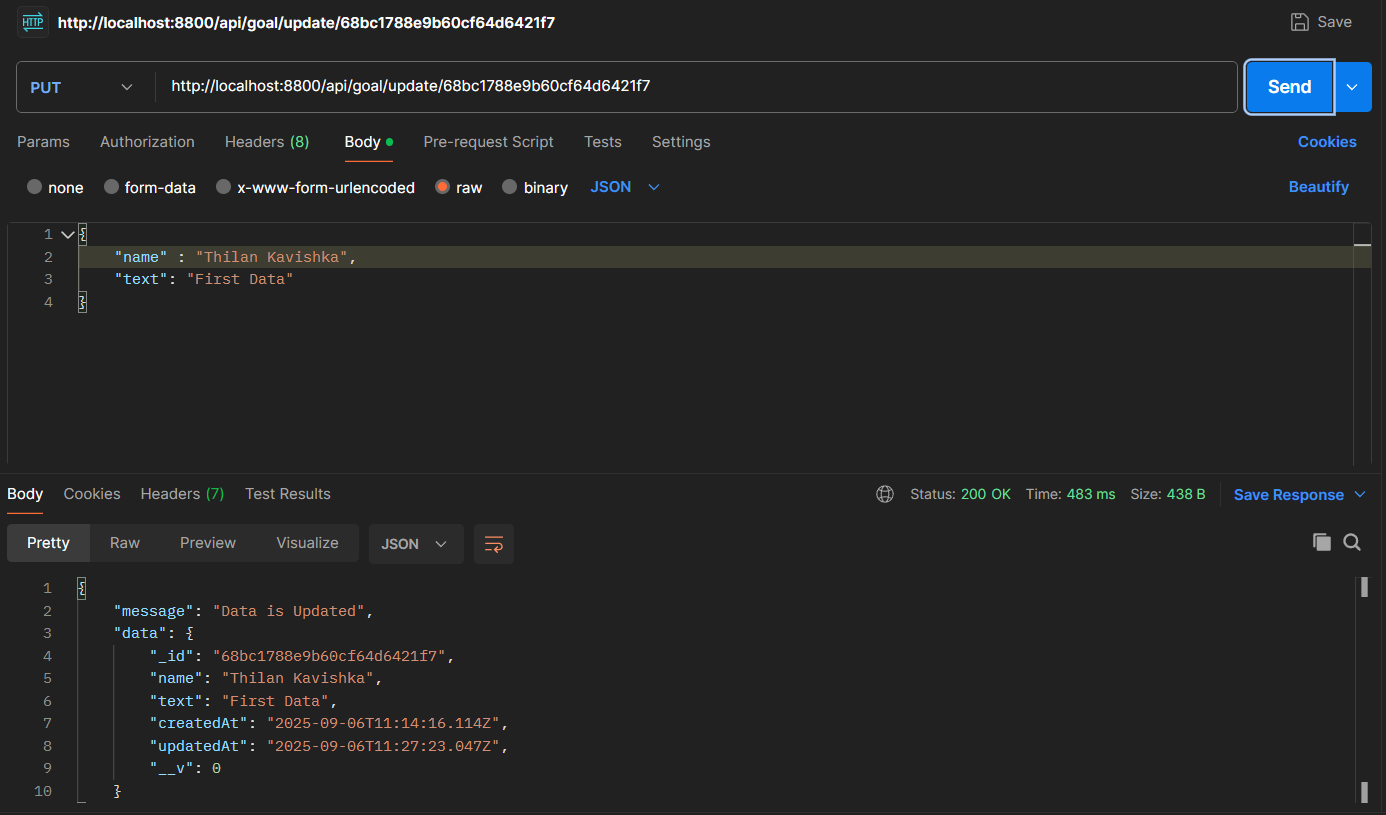 HTTP http://localhost:8800/api/goal/update/68bc1788e9b60cf64d6421f7 Save
PUT http://localhost:8800/api/goal/update/68bc1788e9b60cf64d6421f7 Send
Params Authorization Headers (8) Body Pre-request Script Tests Settings Cookies
none form-data x-www-form-urlencoded raw binary JSON Beautify
1 {
2 "name" : "Thilan Kavishka",
3 "text": "First Data"
4 }
Body Cookies Headers (7) Test Results Status: 200 OK Time: 483 ms Size: 438 B Save Response
Pretty Raw Preview Visualize JSON
1 {
2 "message": "Data is Updated",
3 "data": {
4 "_id": "68bc1788e9b60cf64d6421f7",
5 "name": "Thilan Kavishka",
6 "text": "First Data",
7 "createdAt": "2025-09-06T11:14:16.114Z",
8 "updatedAt": "2025-09-06T11:27:23.047Z",
9 "__v": 0
10 }